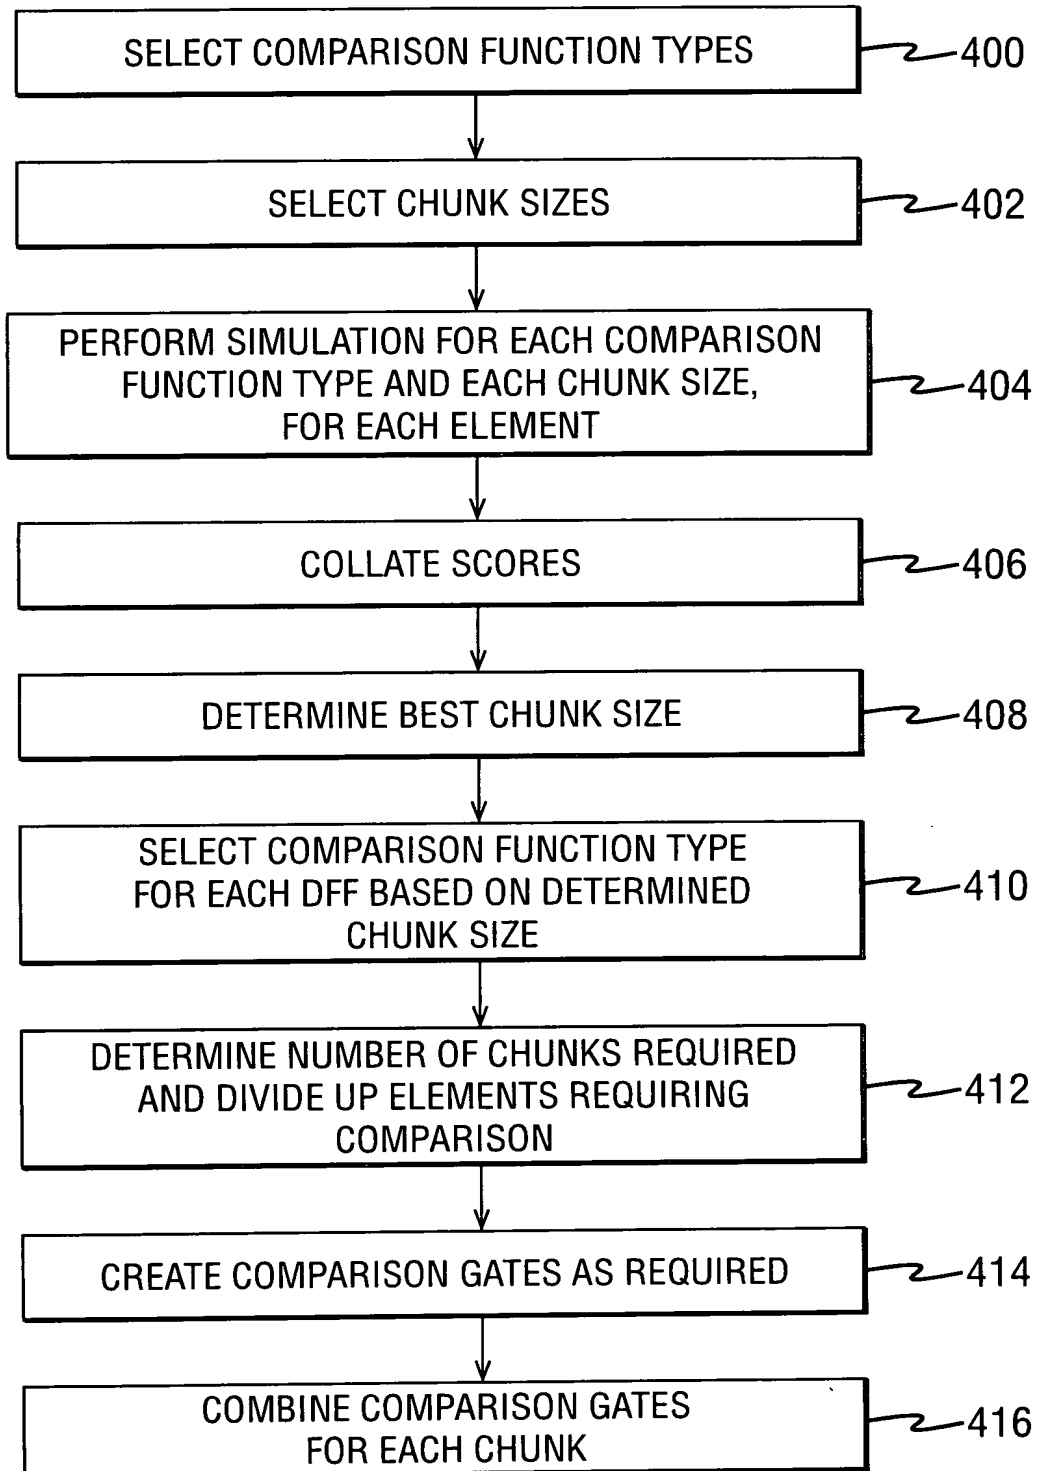 SELECT COMPARISON FUNCTION TYPES
400
SELECT CHUNK SIZES
402
PERFORM SIMULATION FOR EACH COMPARISON
FUNCTION TYPE AND EACH CHUNK SIZE,
FOR EACH ELEMENT
404
COLLATE SCORES
406
DETERMINE BEST CHUNK SIZE
408
SELECT COMPARISON FUNCTION TYPE
FOR EACH DFF BASED ON DETERMINED
CHUNK SIZE
410
DETERMINE NUMBER OF CHUNKS REQUIRED
AND DIVIDE UP ELEMENTS REQUIRING
COMPARISON
412
CREATE COMPARISON GATES AS REQUIRED
414
COMBINE COMPARISON GATES
FOR EACH CHUNK
416